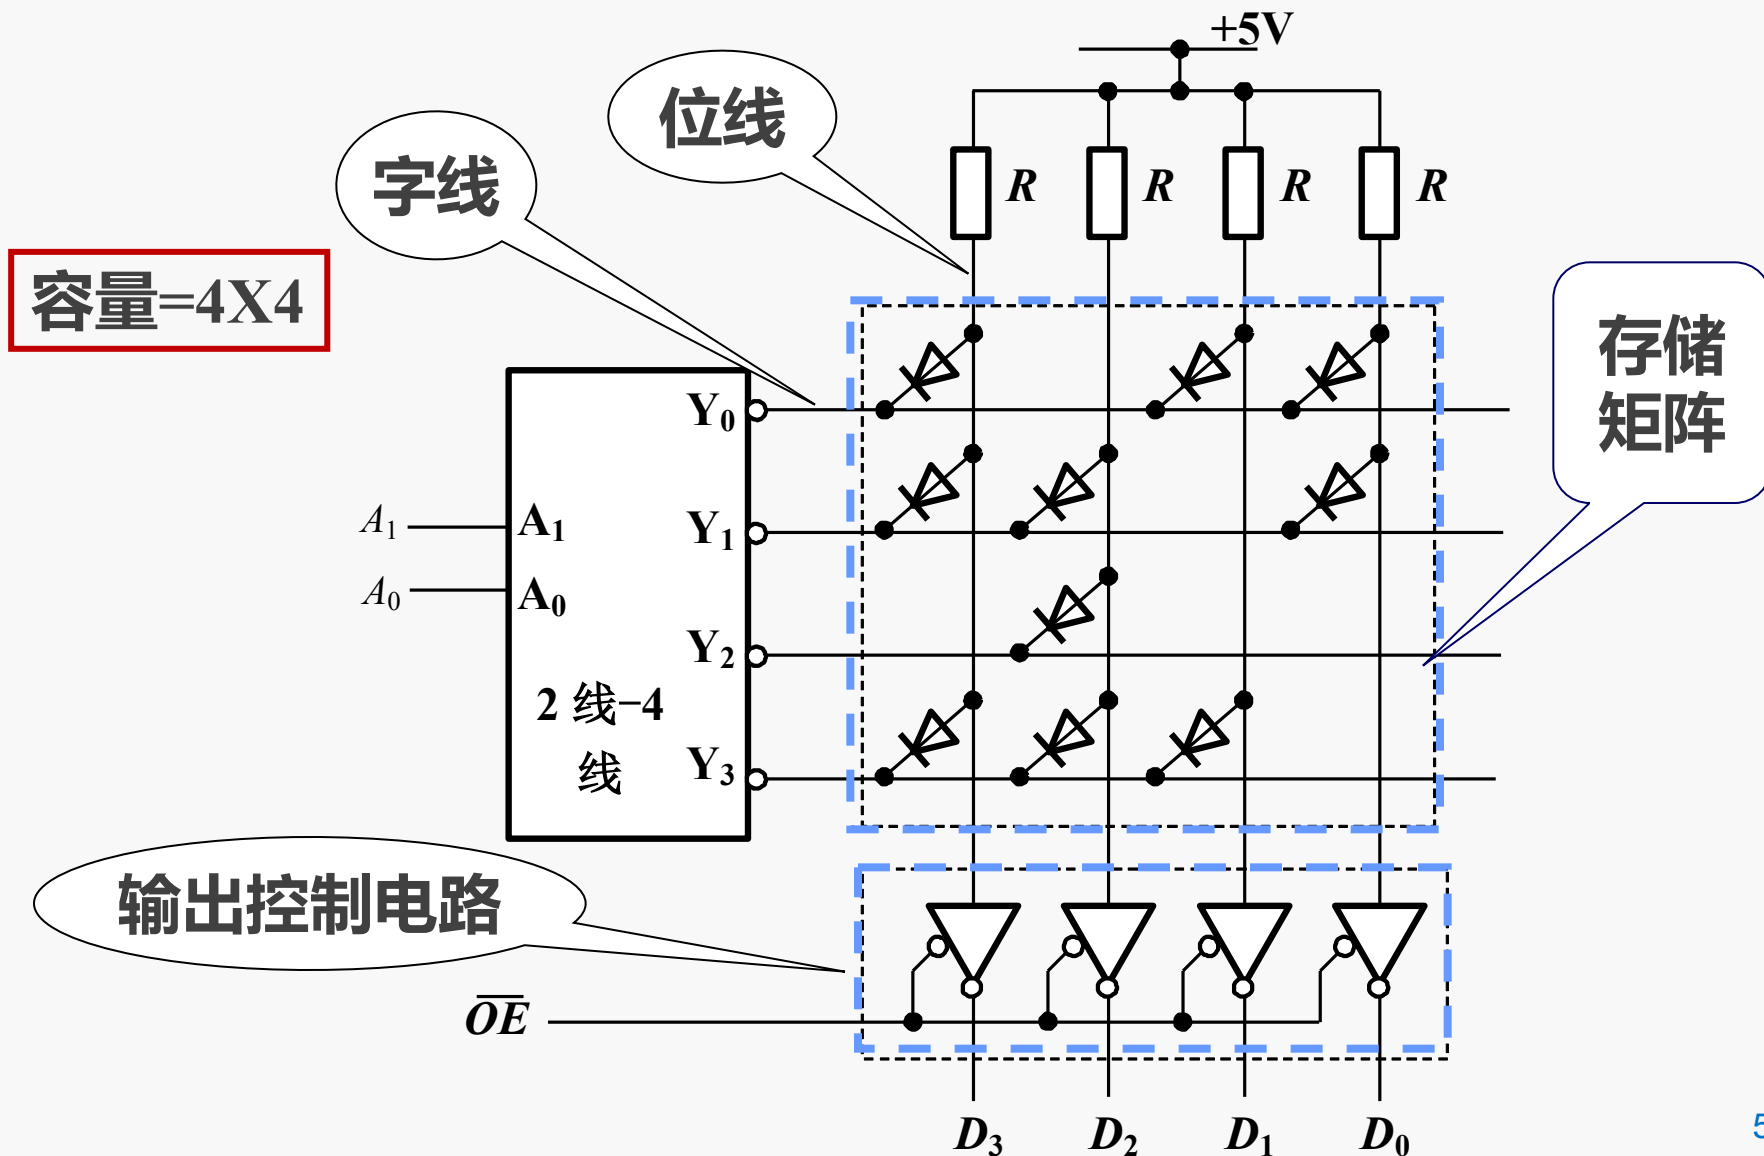 +5V
位线
字线
R R R R
容量=4X4
存储
矩阵
Y0
A1 A1 Y1
A0 A0
Y2
2 线-4
线
Y3
输出控制电路
O̅E̅
D3 D2 D1 D0
5